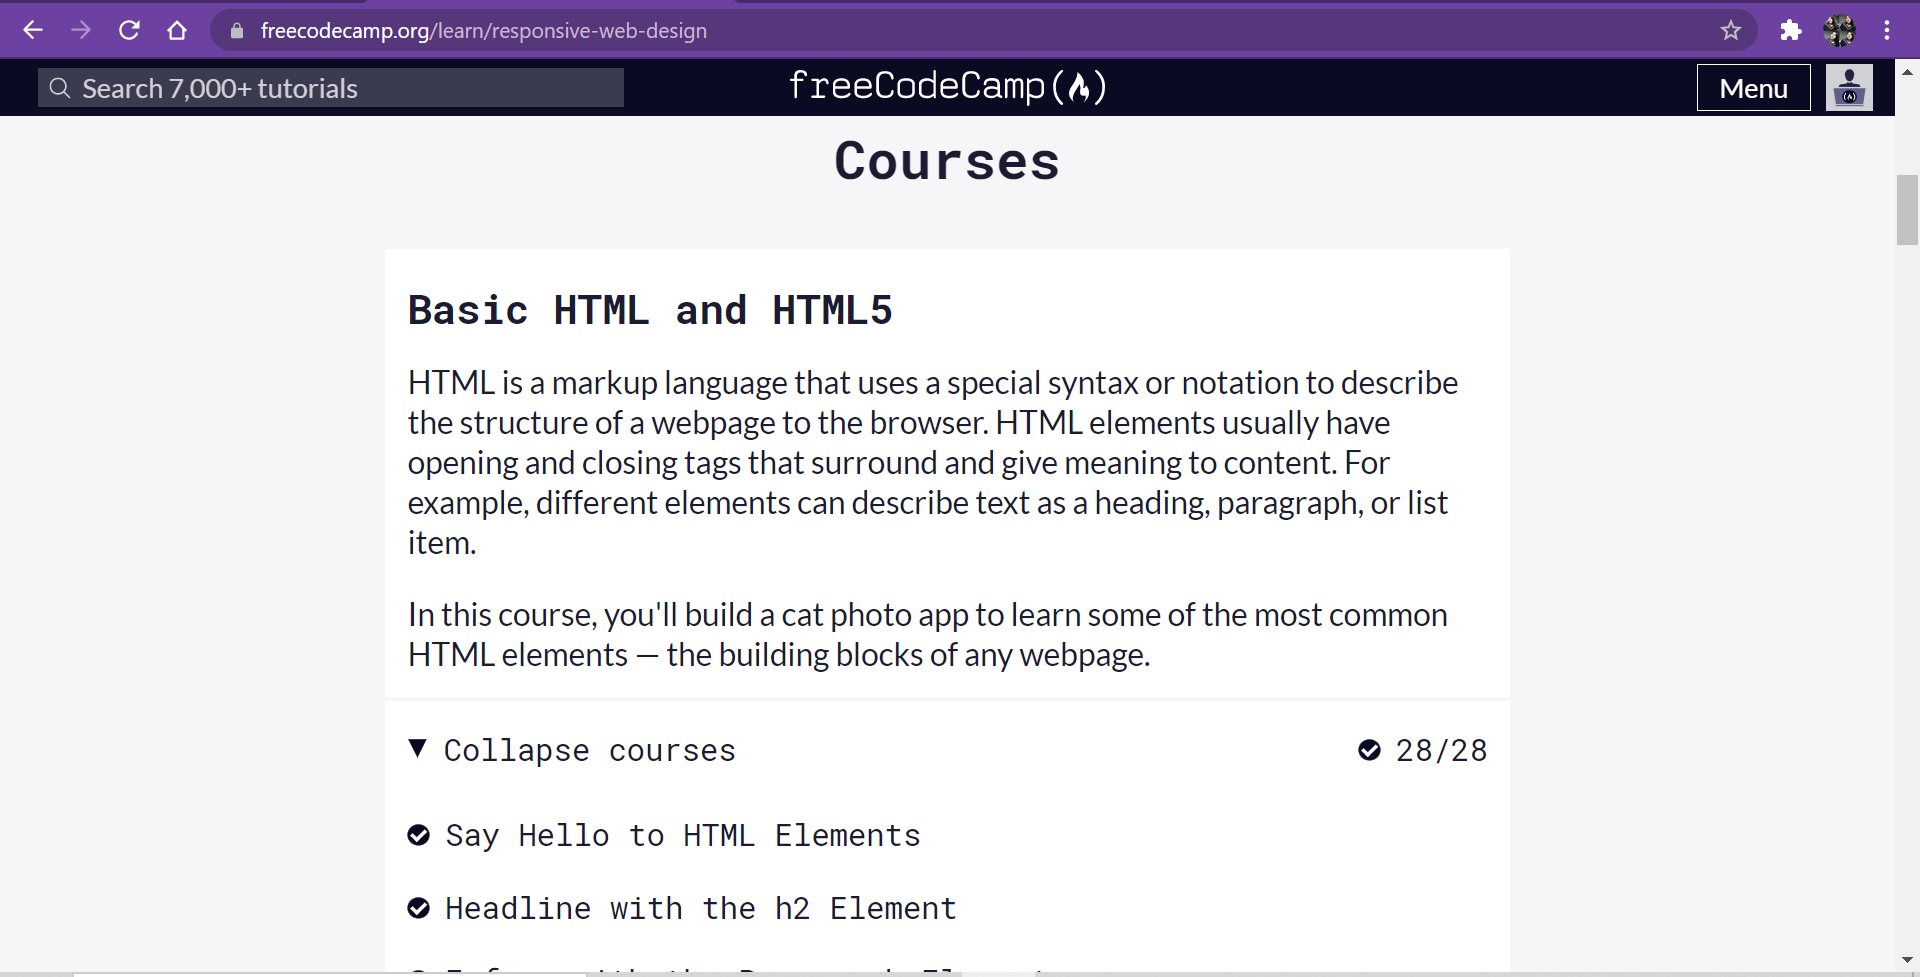 freecodecamp.org/learn/responsive-web-design
Search 7,000+ tutorials
freeCodeCamp(🔥)
Menu
Courses
Basic HTML and HTML5
HTML is a markup language that uses a special syntax or notation to describe
the structure of a webpage to the browser. HTML elements usually have
opening and closing tags that surround and give meaning to content. For
example, different elements can describe text as a heading, paragraph, or list
item.
In this course, you'll build a cat photo app to learn some of the most common
HTML elements — the building blocks of any webpage.
Collapse courses
28/28
Say Hello to HTML Elements
Headline with the h2 Element